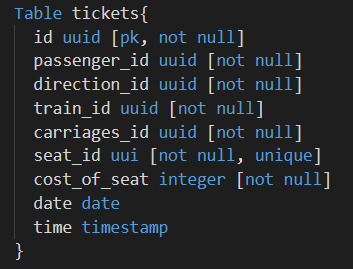 Table tickets{
id uuid [pk, not null]
passenger_id uuid [not null]
direction_id uuid [not null]
train_id uuid [not null]
carriages_id uuid [not null]
seat_id uui [not null, unique]
cost_of_seat integer [not null]
date date
time timestamp
}